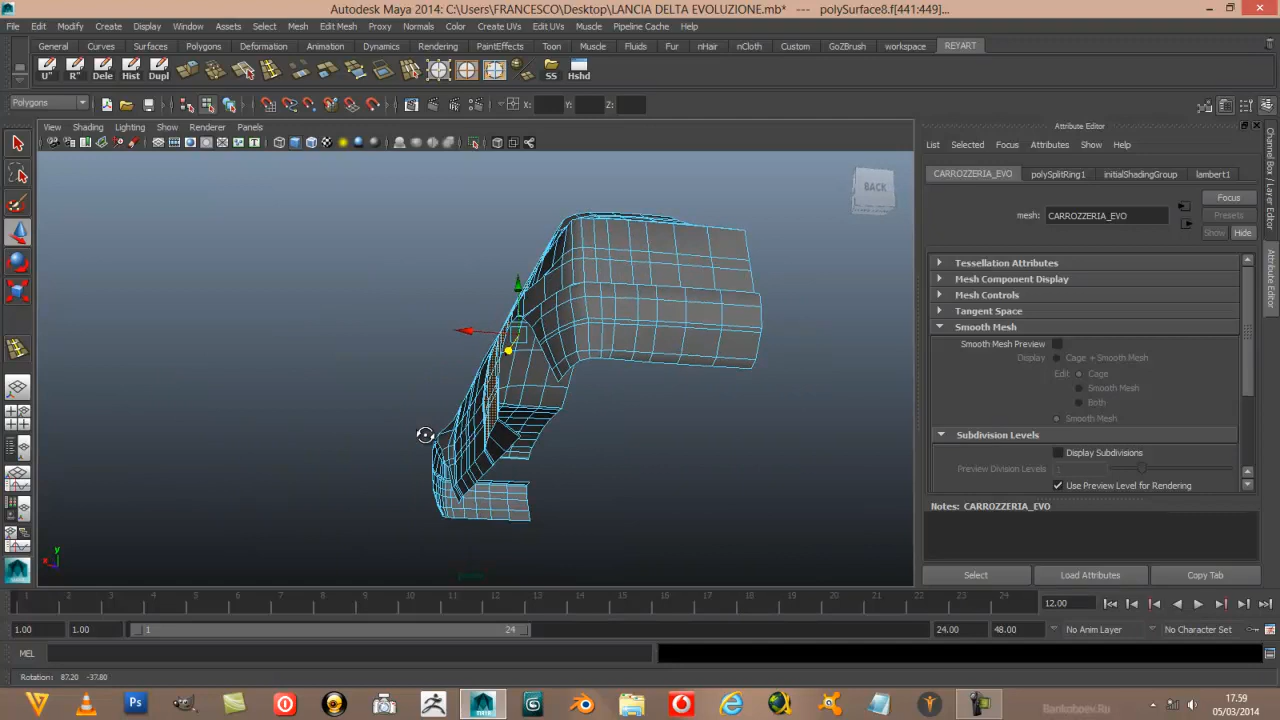 Autodesk Maya 2014: C:\Users\FRANCESCO\Desktop\LANCIA DELTA EVOLUZIONE.mb* --- polySurface8.f[441:449]...
File Edit Modify Create Display Window Assets Select Mesh Edit Mesh Proxy Normals Color Create UVs Edit UVs Muscle Pipeline Cache Help
General Curves Surfaces Polygons Deformation Animation Dynamics Rendering PaintEffects Toon Muscle Fluids Fur nHair nCloth Custom GoZBrush workspace REYART
U" R" Dele Hist Dupl SS Hshd
Polygons X: Y: Z:
View Shading Lighting Show Renderer Panels
Attribute Editor
List Selected Focus Attributes Show Help
CARROZZERIA_EVO polySplitRing1 initialShadingGroup lambert1
BACK
Focus
mesh: CARROZZERIA_EVO Presets
Show Hide
Tessellation Attributes
Mesh Component Display
Mesh Controls
Tangent Space
Smooth Mesh
Smooth Mesh Preview
Display Cage + Smooth Mesh
Edit Cage
Smooth Mesh
Both
Smooth Mesh
Subdivision Levels
Display Subdivisions
Preview Division Levels 1
Use Preview Level for Rendering
Notes: CARROZZERIA_EVO
Select Load Attributes Copy Tab
Channel Box / Layer Editor
Attribute Editor
y
x
1 2 3 4 5 6 7 8 9 10 11 12 13 14 15 16 17 18 19 20 21 22 23 24 12.00
1.00 1.00 1 24 24.00 48.00 No Anim Layer No Character Set
MEL
Rotation: 87.20 -37.80
17.59
05/03/2014
Bankoboev.Ru